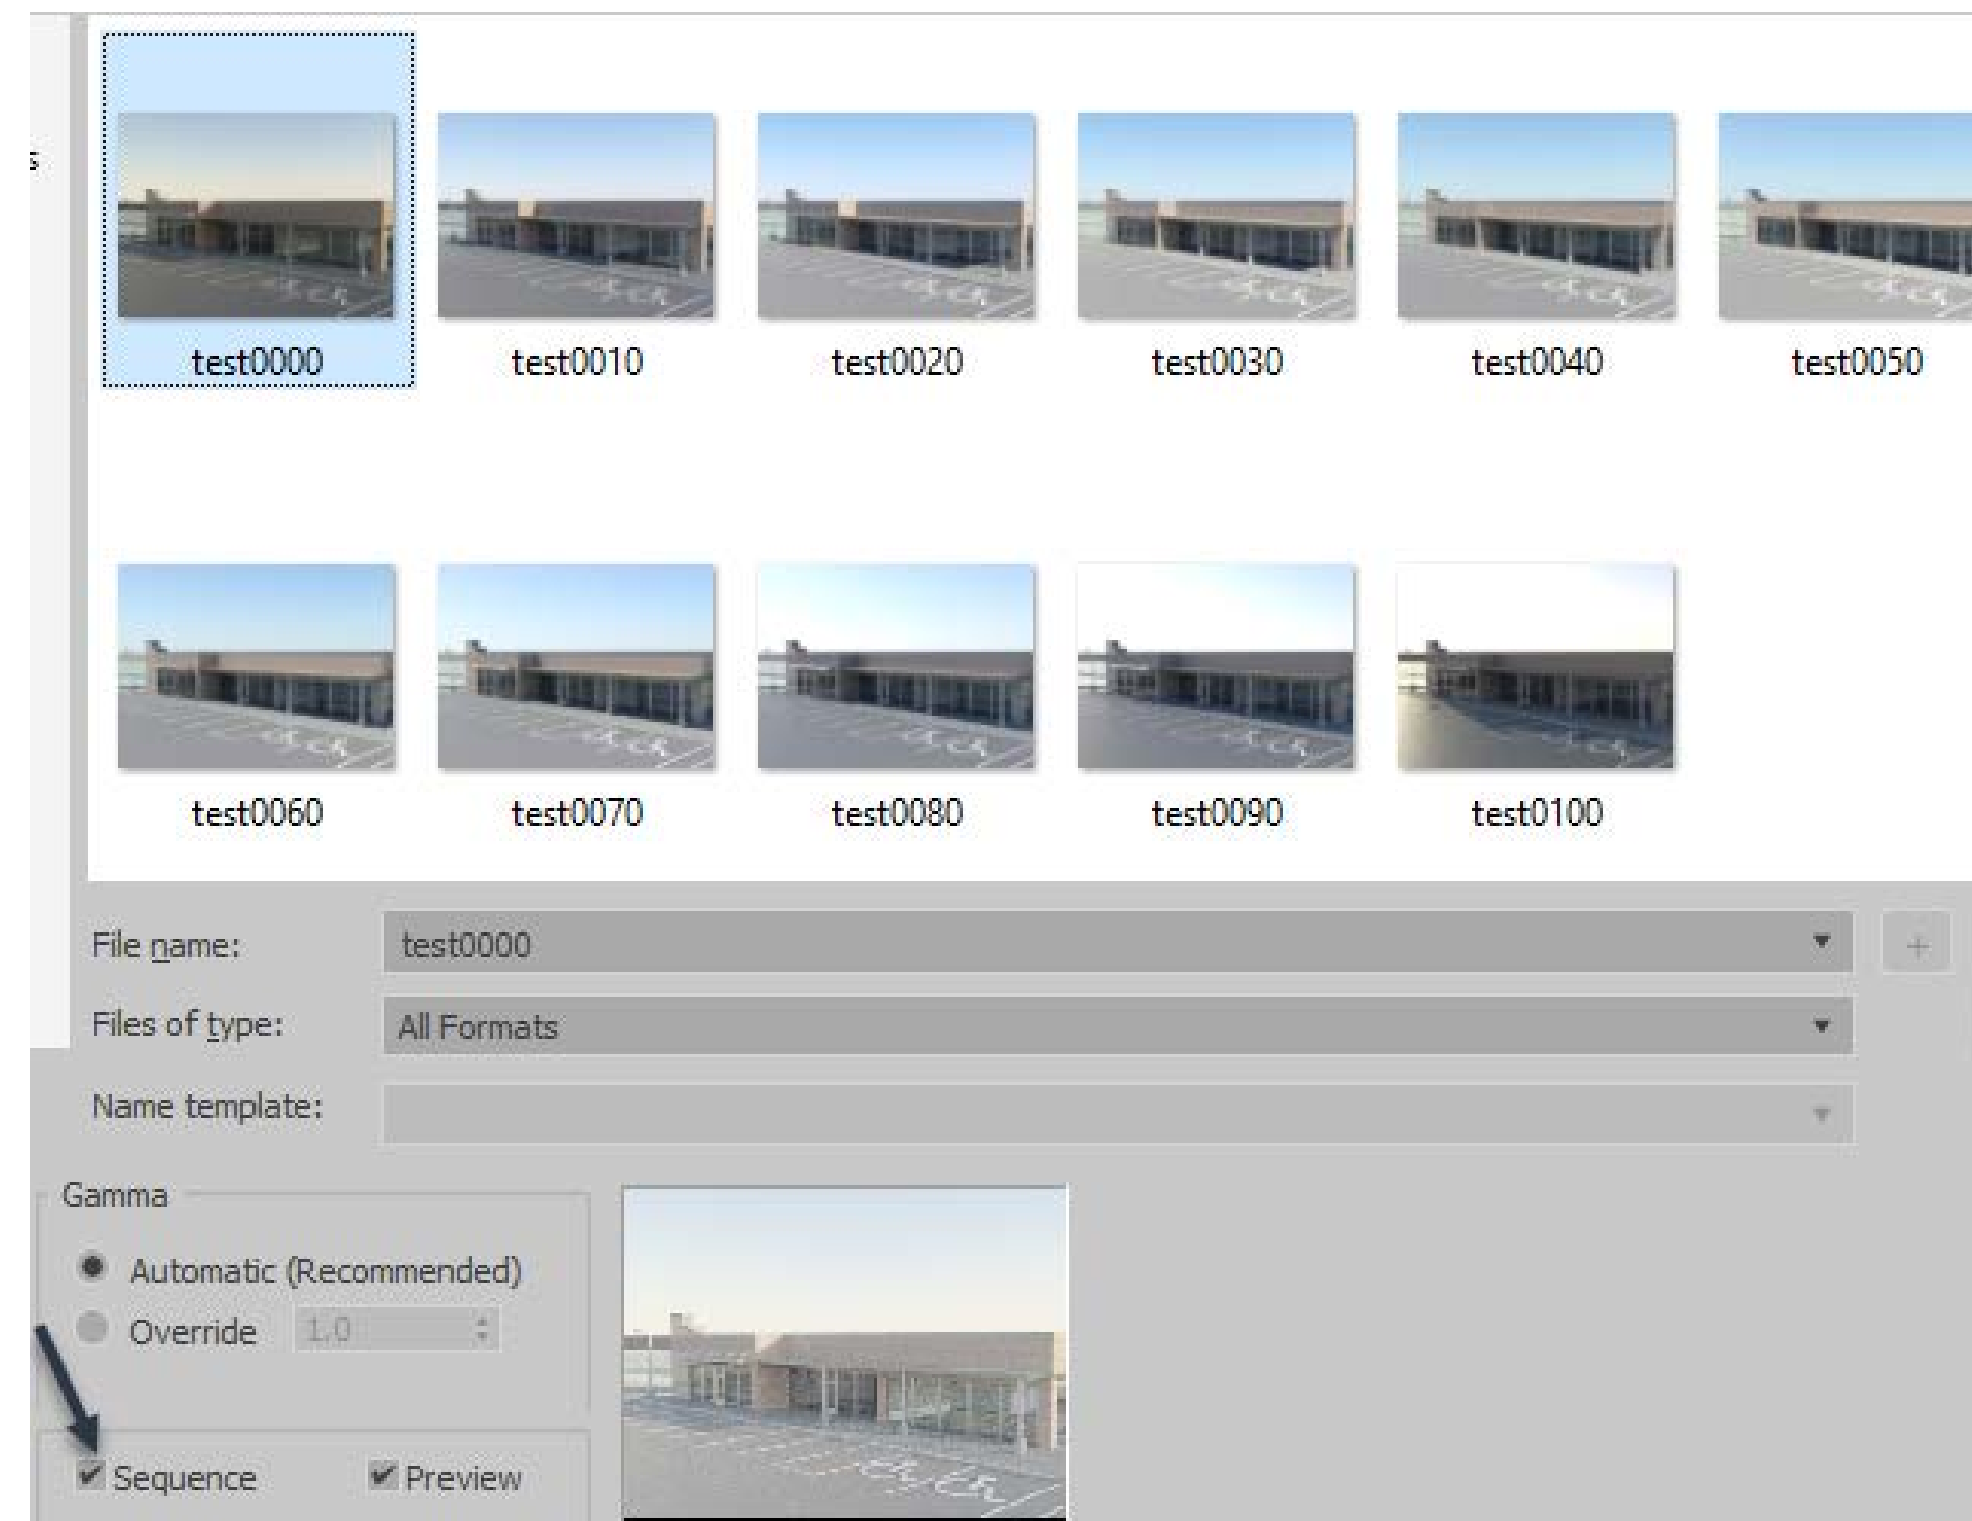 test0000 test0010 test0020 test0030 test0040 test0050
test0060 test0070 test0080 test0090 test0100
File name: test0000 +
Files of type: All Formats
Name template:
Gamma
Automatic (Recommended)
Override 1.0
Sequence Preview